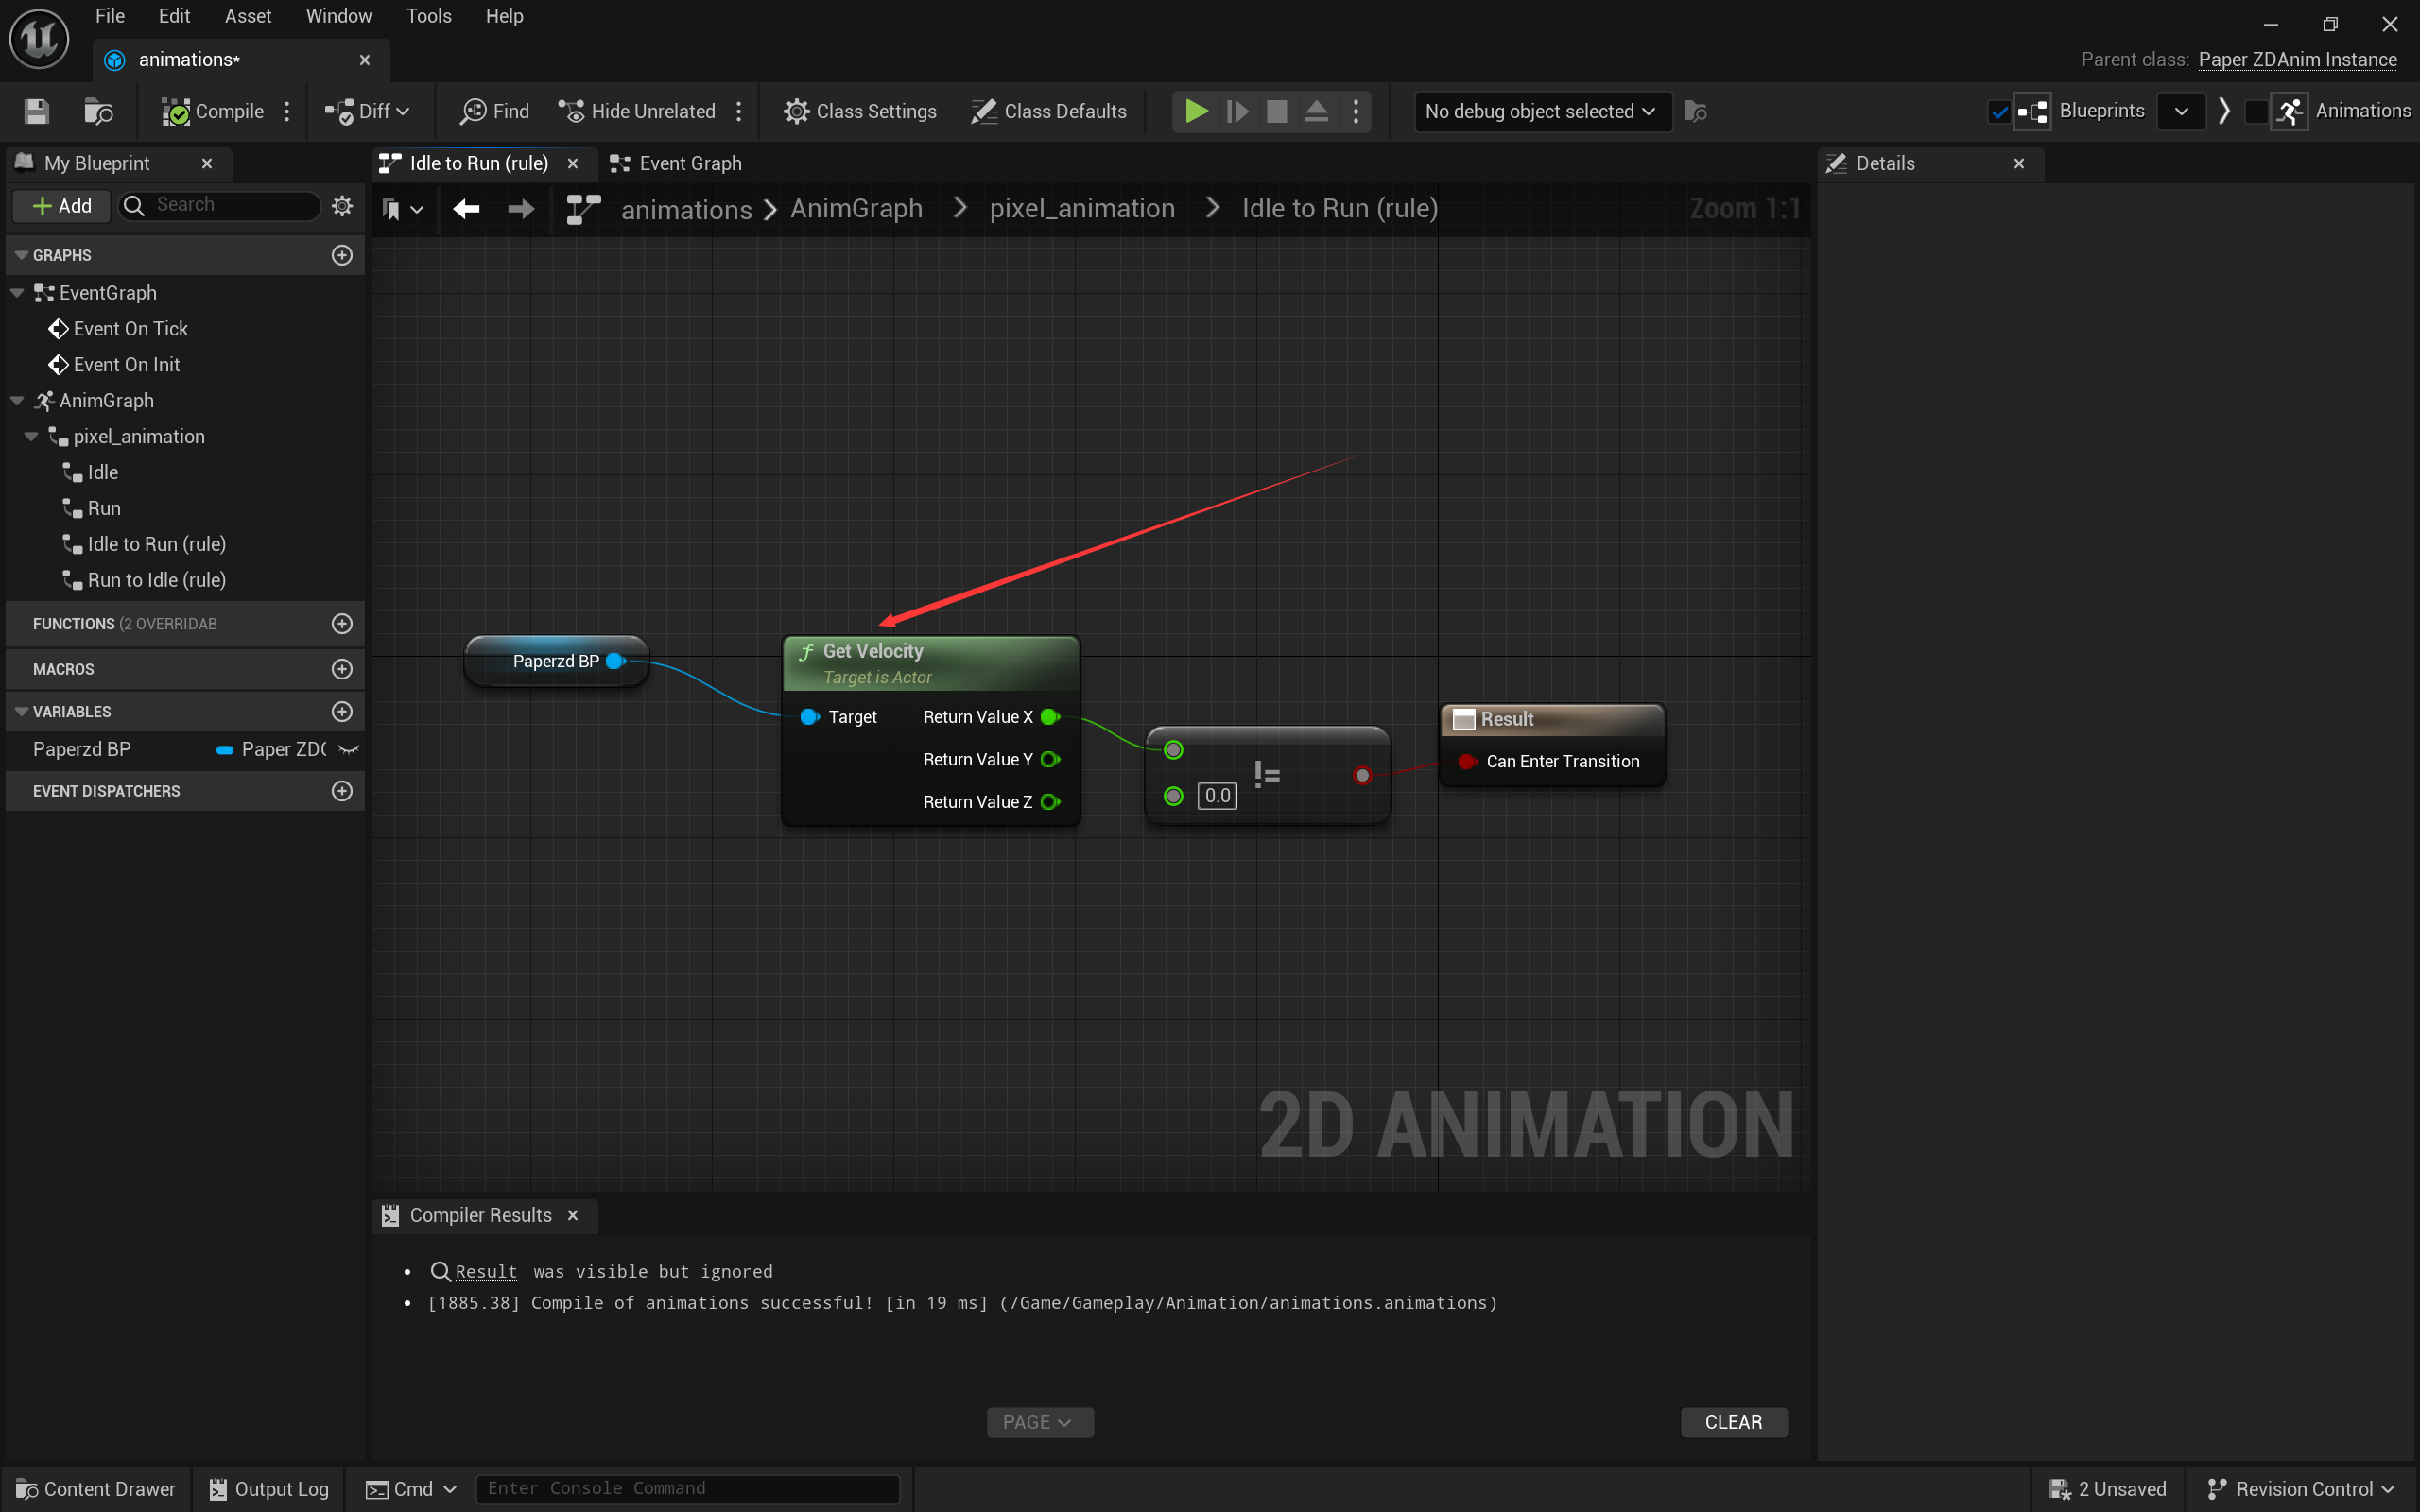 File Edit Asset Window Tools Help
animations*
Parent class: Paper ZDAnim Instance
Compile Diff Find Hide Unrelated Class Settings Class Defaults No debug object selected Blueprints Animations
My Blueprint
Idle to Run (rule) Event Graph
Details
Add Search
animations > AnimGraph > pixel_animation > Idle to Run (rule) Zoom 1:1
GRAPHS
EventGraph
Event On Tick
Event On Init
AnimGraph
pixel_animation
Idle
Run
Idle to Run (rule)
Run to Idle (rule)
FUNCTIONS (2 OVERRIDAB
MACROS
VARIABLES
Paperzd BP Paper ZD
EVENT DISPATCHERS
Paperzd BP
f Get Velocity
Target is Actor
Target Return Value X
Return Value Y
Return Value Z
!=
0.0
Result
Can Enter Transition
2D ANIMATION
Compiler Results
• Result was visible but ignored
• [1885.38] Compile of animations successful! [in 19 ms] (/Game/Gameplay/Animation/animations.animations)
PAGE CLEAR
Content Drawer Output Log Cmd Enter Console Command 2 Unsaved Revision Control